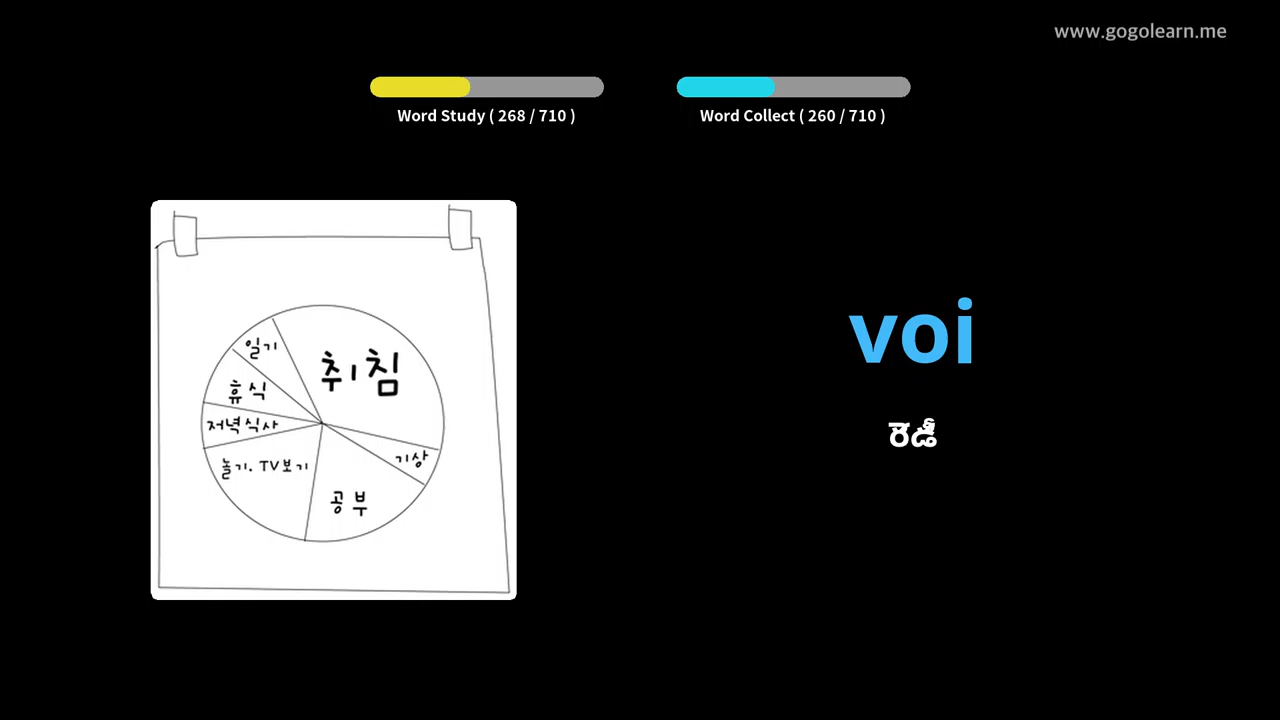 www.gogolearn.me
Word Study ( 268 / 710 )
Word Collect ( 260 / 710 )
일기
취침
휴식
저녁식사
놀기. TV보기
기상
공부
voi
రెడీ